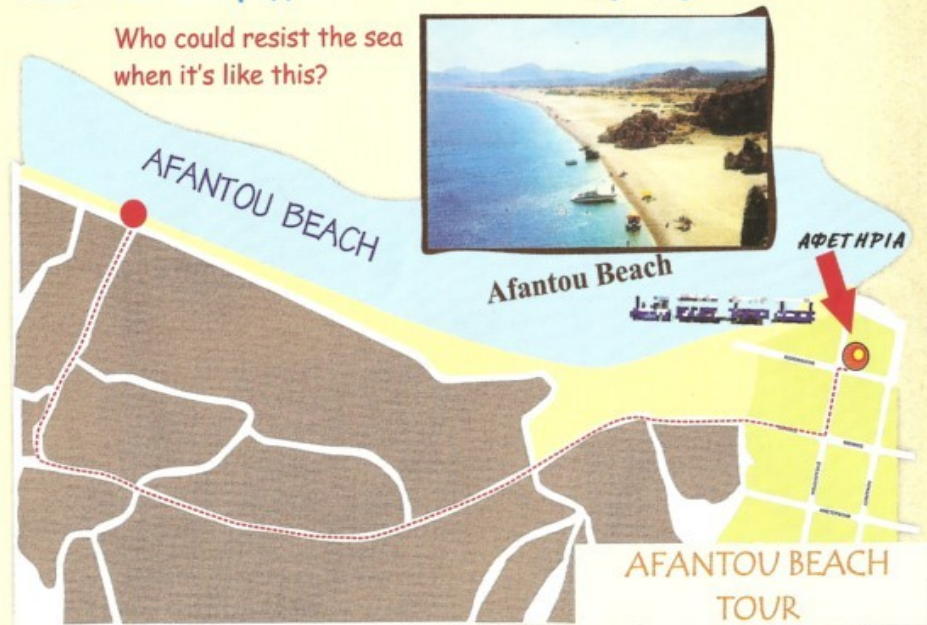 Who could resist the sea
when it's like this?
AFANTOU BEACH
ΑΦΕΤΗΡΙΑ
Afantou Beach
AFANTOU BEACH
TOUR